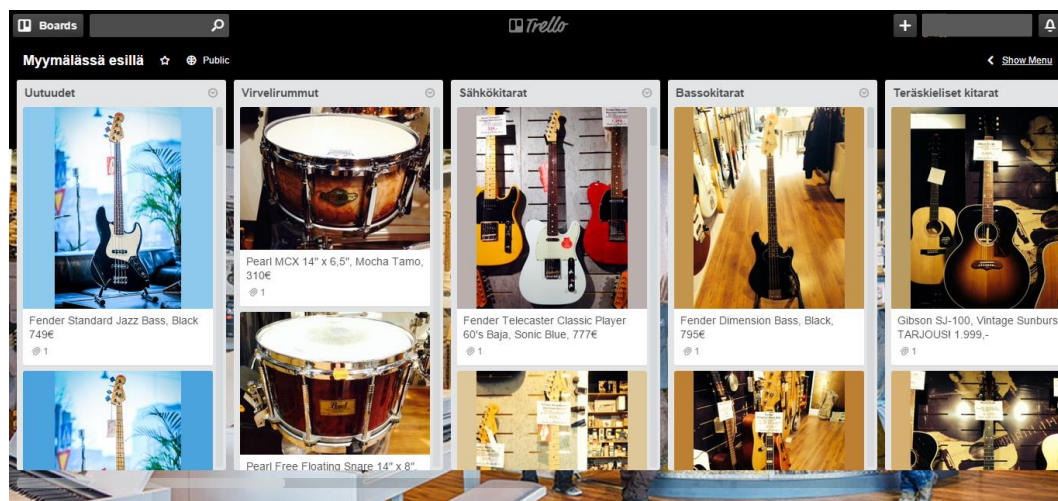 Boards
Trello
Myymälässä esillä
Public
Show Menu
Uutuudet
Fender Standard Jazz Bass, Black
749€
1
Virvelirummut
Pearl MCX 14" x 6,5", Mocha Tamo,
310€
1
Pearl Free Floating Snare 14" x 8",
Sähkökitarat
Fender Telecaster Classic Player
60's Baja, Sonic Blue, 777€
1
Bassokitarat
Fender Dimension Bass, Black,
795€
1
Teräskieliset kitarat
Gibson SJ-100, Vintage Sunburs
TARJOUS! 1.999,-
1